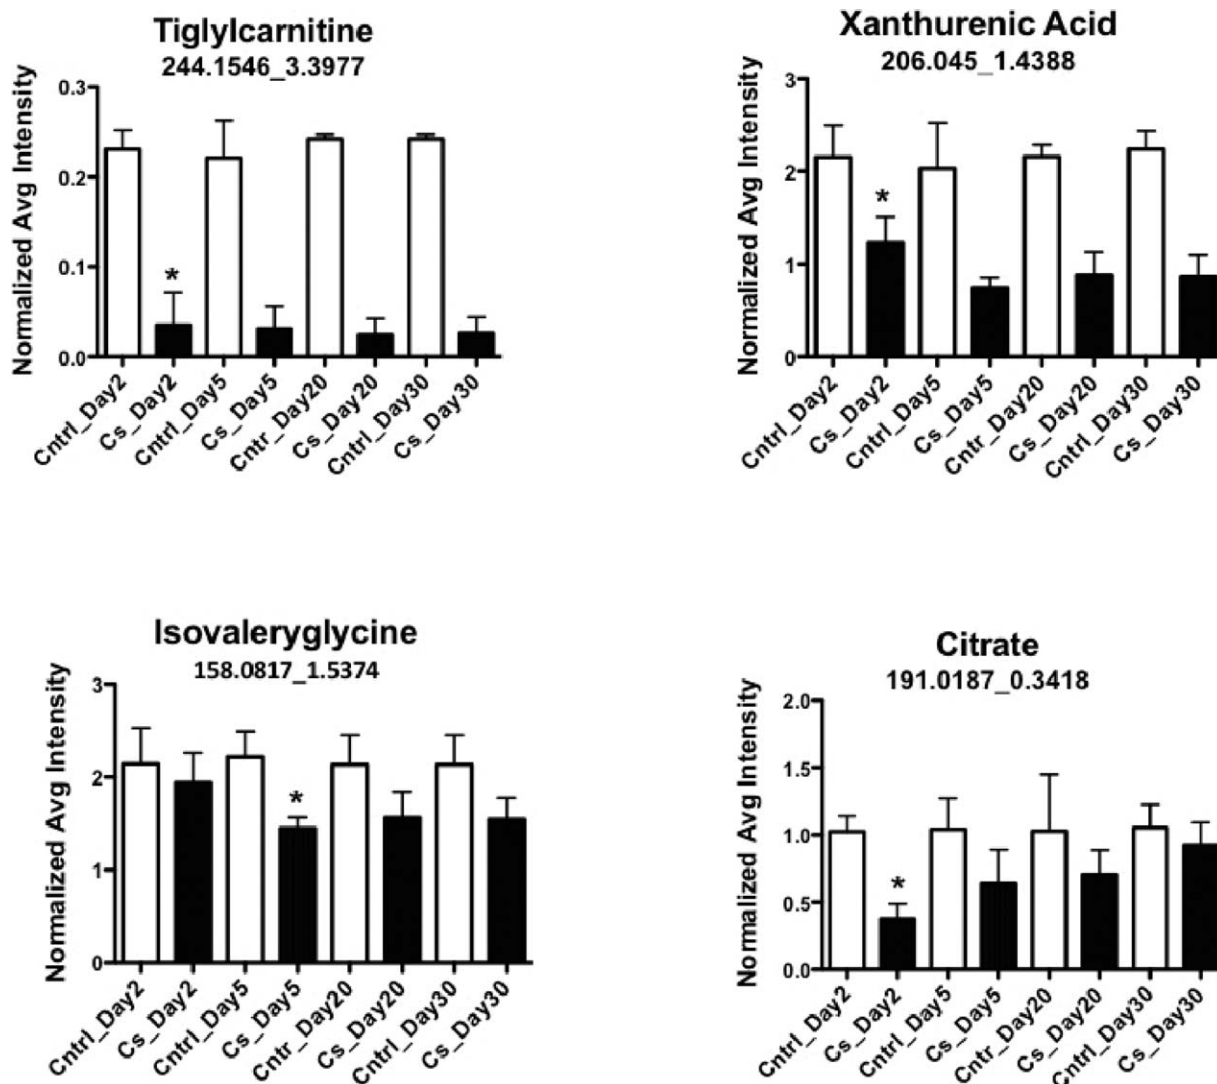 Tiglylcarnitine
244.1546_3.3977
Normalized Avg Intensity
0.3
0.2
0.1
0.0
*
Cntrl_Day2
Cs_Day2
Cntrl_Day5
Cs_Day5
Cntr_Day20
Cs_Day20
Cntrl_Day30
Cs_Day30
Xanthurenic Acid
206.045_1.4388
Normalized Avg Intensity
3
2
1
0
*
Cntrl_Day2
Cs_Day2
Cntrl_Day5
Cs_Day5
Cntr_Day20
Cs_Day20
Cntrl_Day30
Cs_Day30
Isovaleryglycine
158.0817_1.5374
Normalized Avg Intensity
3
2
1
0
*
Cntrl_Day2
Cs_Day2
Cntrl_Day5
Cs_Day5
Cntr_Day20
Cs_Day20
Cntrl_Day30
Cs_Day30
Citrate
191.0187_0.3418
Normalized Avg Intensity
2.0
1.5
1.0
0.5
0.0
*
Cntrl_Day2
Cs_Day2
Cntrl_Day5
Cs_Day5
Cntr_Day20
Cs_Day20
Cntrl_Day30
Cs_Day30